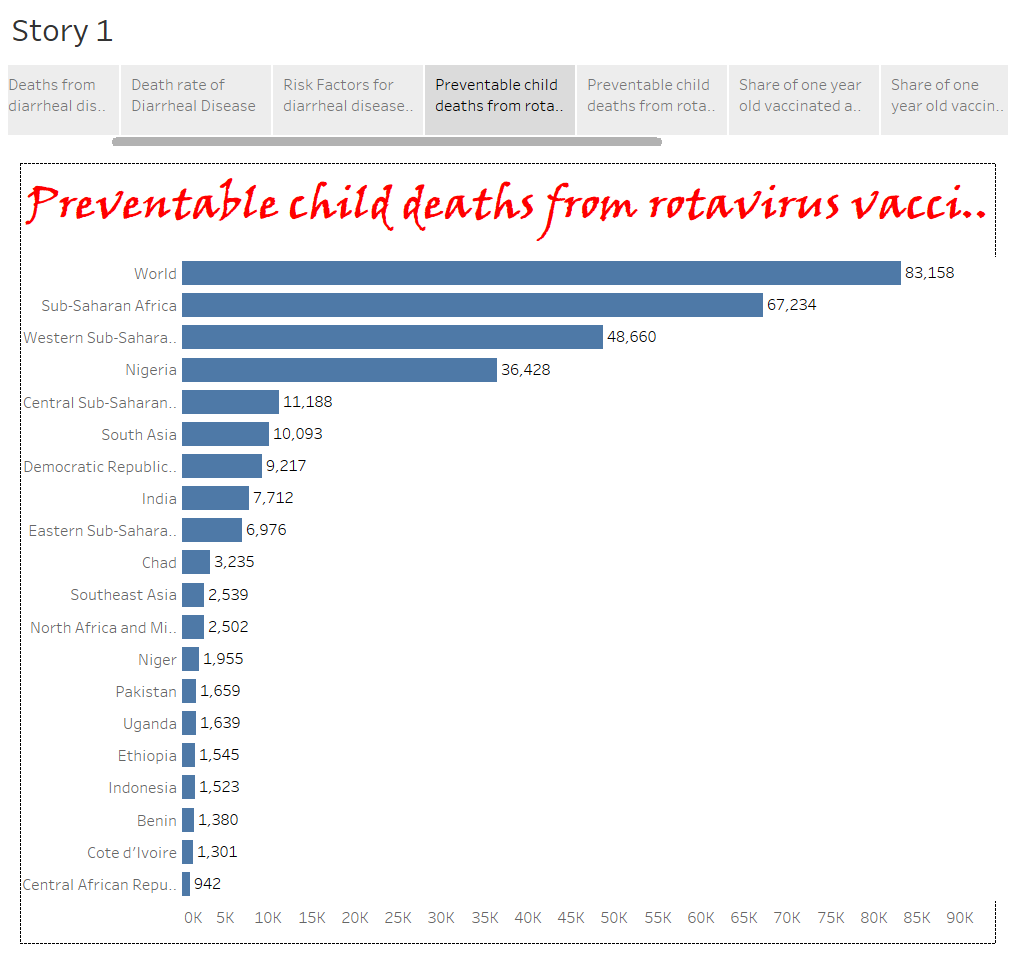 Story 1
Deaths from
diarrheal dis..
Death rate of
Diarrheal Disease
Risk Factors for
diarrheal disease..
Preventable child
deaths from rota..
Preventable child
deaths from rota..
Share of one year
old vaccinated a..
Share of one
year old vaccin..
Preventable child deaths from rotavirus vacci..
World 83,158
Sub-Saharan Africa 67,234
Western Sub-Sahara.. 48,660
Nigeria 36,428
Central Sub-Saharan.. 11,188
South Asia 10,093
Democratic Republic.. 9,217
India 7,712
Eastern Sub-Sahara.. 6,976
Chad 3,235
Southeast Asia 2,539
North Africa and Mi.. 2,502
Niger 1,955
Pakistan 1,659
Uganda 1,639
Ethiopia 1,545
Indonesia 1,523
Benin 1,380
Cote d'Ivoire 1,301
Central African Repu.. 942
0K 5K 10K 15K 20K 25K 30K 35K 40K 45K 50K 55K 60K 65K 70K 75K 80K 85K 90K